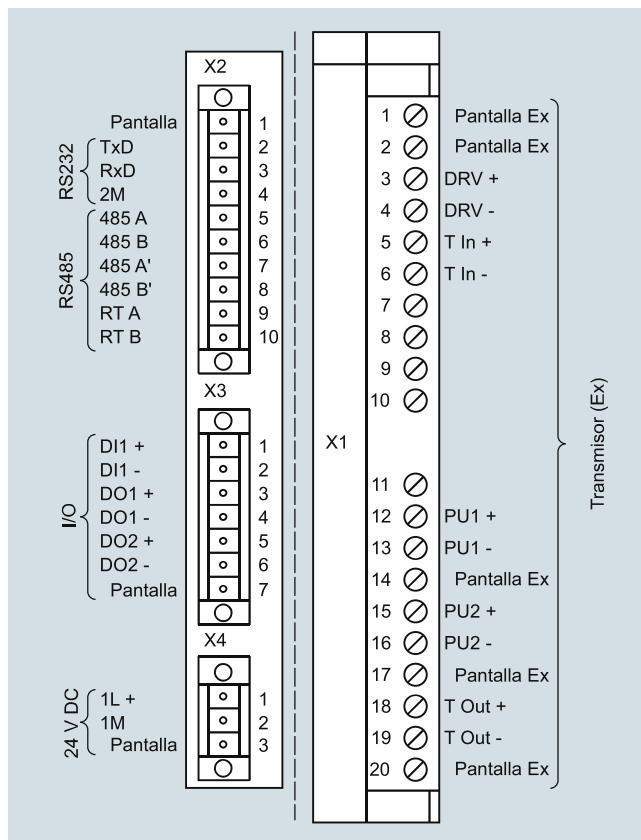 X2
Pantalla 1
RS232
TxD 2
RxD 3
2M 4
RS485
485 A 5
485 B 6
485 A' 7
485 B' 8
RT A 9
RT B 10
X3
I/O
DI1 + 1
DI1 - 2
DO1 + 3
DO1 - 4
DO2 + 5
DO2 - 6
Pantalla 7
X4
24 V DC
1L + 1
1M 2
Pantalla 3
X1
1 Pantalla Ex
2 Pantalla Ex
3 DRV +
4 DRV -
5 T In +
6 T In -
7
8
9
10
11
12 PU1 +
13 PU1 -
14 Pantalla Ex
15 PU2 +
16 PU2 -
17 Pantalla Ex
18 T Out +
19 T Out -
20 Pantalla Ex
Transmisor (Ex)